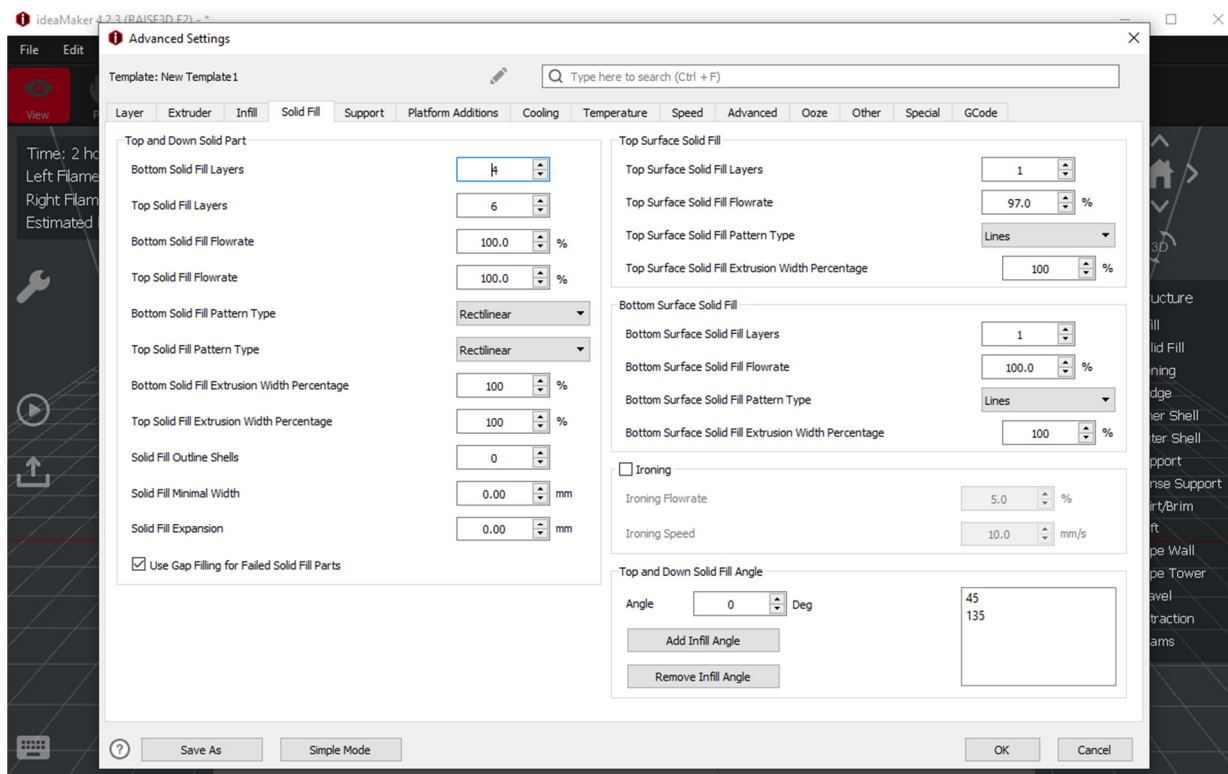 ideaMaker 4.2.3 (RAISE3D E2) - *
File Edit
Advanced Settings
Template: New Template1
Type here to search (Ctrl + F)
View
Layer Extruder Infill Solid Fill Support Platform Additions Cooling Temperature Speed Advanced Ooze Other Special GCode
Time: 2 ho
Left Filame
Right Filam
Estimated
Top and Down Solid Part
Bottom Solid Fill Layers 4
Top Solid Fill Layers 6
Bottom Solid Fill Flowrate 100.0 %
Top Solid Fill Flowrate 100.0 %
Bottom Solid Fill Pattern Type Rectilinear
Top Solid Fill Pattern Type Rectilinear
Bottom Solid Fill Extrusion Width Percentage 100 %
Top Solid Fill Extrusion Width Percentage 100 %
Solid Fill Outline Shells 0
Solid Fill Minimal Width 0.00 mm
Solid Fill Expansion 0.00 mm
Use Gap Filling for Failed Solid Fill Parts
Top Surface Solid Fill
Top Surface Solid Fill Layers 1
Top Surface Solid Fill Flowrate 97.0 %
Top Surface Solid Fill Pattern Type Lines
Top Surface Solid Fill Extrusion Width Percentage 100 %
Bottom Surface Solid Fill
Bottom Surface Solid Fill Layers 1
Bottom Surface Solid Fill Flowrate 100.0 %
Bottom Surface Solid Fill Pattern Type Lines
Bottom Surface Solid Fill Extrusion Width Percentage 100 %
Ironing
Ironing Flowrate 5.0 %
Ironing Speed 10.0 mm/s
Top and Down Solid Fill Angle
Angle 0 Deg
Add Infill Angle
Remove Infill Angle
45
135
3D
ucture
ill
lid Fill
ning
dge
ner Shell
ter Shell
pport
nse Support
irt/Brim
ft
pe Wall
pe Tower
avel
traction
ams
? Save As Simple Mode OK Cancel